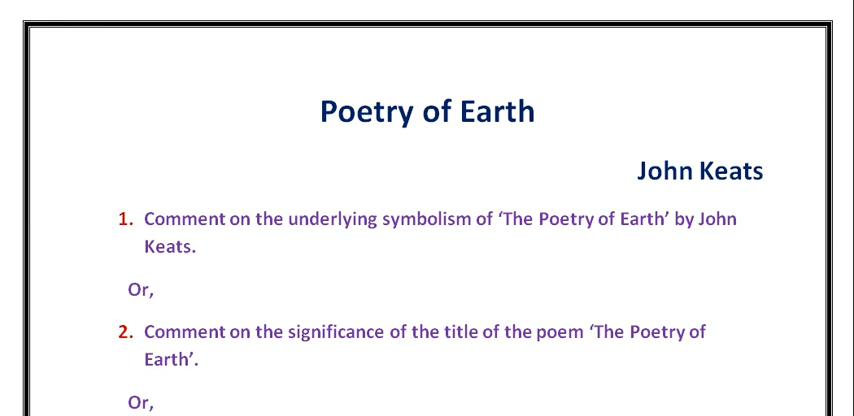 Poetry of Earth
John Keats
1. Comment on the underlying symbolism of ‘The Poetry of Earth’ by John
Keats.
Or,
2. Comment on the significance of the title of the poem ‘The Poetry of
Earth’.
Or,